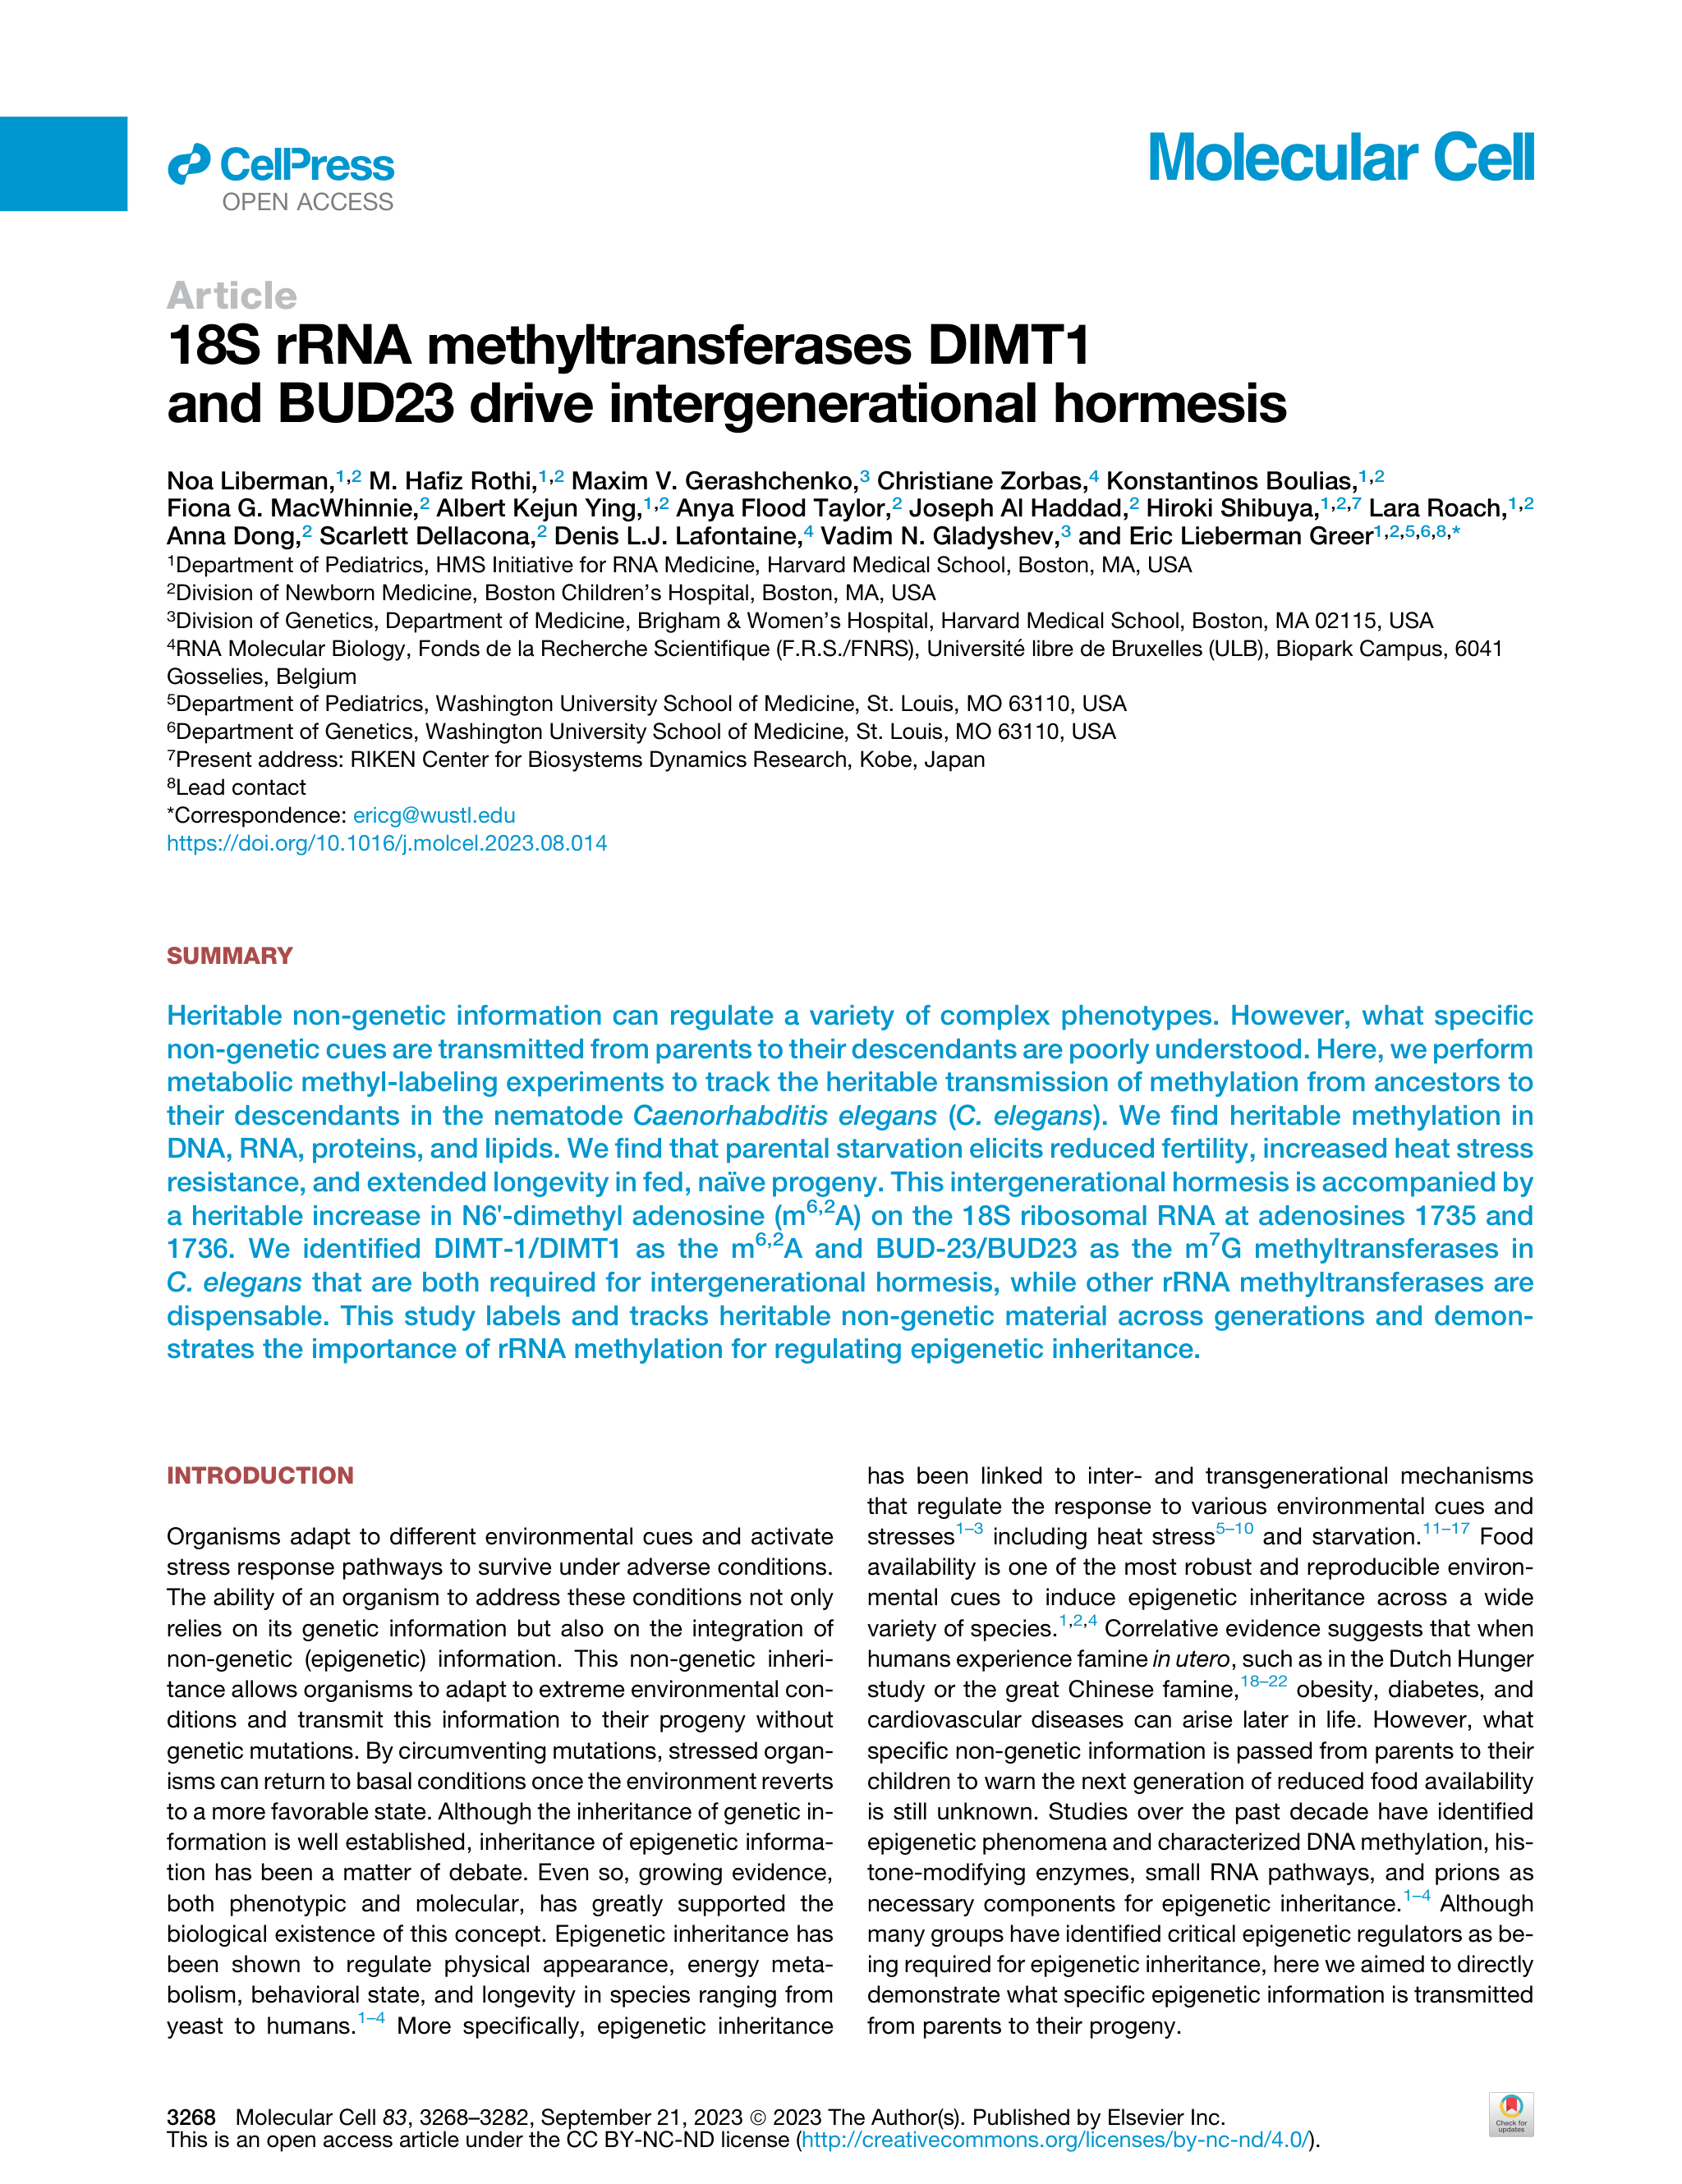 CellPress
OPEN ACCESS
Molecular Cell
Article
18S rRNA methyltransferases DIMT1
and BUD23 drive intergenerational hormesis
Noa Liberman,1,2 M. Hafiz Rothi,1,2 Maxim V. Gerashchenko,3 Christiane Zorbas,4 Konstantinos Boulias,1,2
Fiona G. MacWhinnie,2 Albert Kejun Ying,1,2 Anya Flood Taylor,2 Joseph Al Haddad,2 Hiroki Shibuya,1,2,7 Lara Roach,1,2
Anna Dong,2 Scarlett Dellacona,2 Denis L.J. Lafontaine,4 Vadim N. Gladyshev,3 and Eric Lieberman Greer1,2,5,6,8,*
1Department of Pediatrics, HMS Initiative for RNA Medicine, Harvard Medical School, Boston, MA, USA
2Division of Newborn Medicine, Boston Children's Hospital, Boston, MA, USA
3Division of Genetics, Department of Medicine, Brigham & Women's Hospital, Harvard Medical School, Boston, MA 02115, USA
4RNA Molecular Biology, Fonds de la Recherche Scientifique (F.R.S./FNRS), Université libre de Bruxelles (ULB), Biopark Campus, 6041
Gosselies, Belgium
5Department of Pediatrics, Washington University School of Medicine, St. Louis, MO 63110, USA
6Department of Genetics, Washington University School of Medicine, St. Louis, MO 63110, USA
7Present address: RIKEN Center for Biosystems Dynamics Research, Kobe, Japan
8Lead contact
*Correspondence: ericg@wustl.edu
https://doi.org/10.1016/j.molcel.2023.08.014
SUMMARY
Heritable non-genetic information can regulate a variety of complex phenotypes. However, what specific
non-genetic cues are transmitted from parents to their descendants are poorly understood. Here, we perform
metabolic methyl-labeling experiments to track the heritable transmission of methylation from ancestors to
their descendants in the nematode Caenorhabditis elegans (C. elegans). We find heritable methylation in
DNA, RNA, proteins, and lipids. We find that parental starvation elicits reduced fertility, increased heat stress
resistance, and extended longevity in fed, naïve progeny. This intergenerational hormesis is accompanied by
a heritable increase in N6'-dimethyl adenosine (m6,2A) on the 18S ribosomal RNA at adenosines 1735 and
1736. We identified DIMT-1/DIMT1 as the m6,2A and BUD-23/BUD23 as the m7G methyltransferases in
C. elegans that are both required for intergenerational hormesis, while other rRNA methyltransferases are
dispensable. This study labels and tracks heritable non-genetic material across generations and demon-
strates the importance of rRNA methylation for regulating epigenetic inheritance.
INTRODUCTION
Organisms adapt to different environmental cues and activate
stress response pathways to survive under adverse conditions.
The ability of an organism to address these conditions not only
relies on its genetic information but also on the integration of
non-genetic (epigenetic) information. This non-genetic inheri-
tance allows organisms to adapt to extreme environmental con-
ditions and transmit this information to their progeny without
genetic mutations. By circumventing mutations, stressed organ-
isms can return to basal conditions once the environment reverts
to a more favorable state. Although the inheritance of genetic in-
formation is well established, inheritance of epigenetic informa-
tion has been a matter of debate. Even so, growing evidence,
both phenotypic and molecular, has greatly supported the
biological existence of this concept. Epigenetic inheritance has
been shown to regulate physical appearance, energy meta-
bolism, behavioral state, and longevity in species ranging from
yeast to humans.1–4 More specifically, epigenetic inheritance
has been linked to inter- and transgenerational mechanisms
that regulate the response to various environmental cues and
stresses1–3 including heat stress5–10 and starvation.11–17 Food
availability is one of the most robust and reproducible environ-
mental cues to induce epigenetic inheritance across a wide
variety of species.1,2,4 Correlative evidence suggests that when
humans experience famine in utero, such as in the Dutch Hunger
study or the great Chinese famine,18–22 obesity, diabetes, and
cardiovascular diseases can arise later in life. However, what
specific non-genetic information is passed from parents to their
children to warn the next generation of reduced food availability
is still unknown. Studies over the past decade have identified
epigenetic phenomena and characterized DNA methylation, his-
tone-modifying enzymes, small RNA pathways, and prions as
necessary components for epigenetic inheritance.1–4 Although
many groups have identified critical epigenetic regulators as be-
ing required for epigenetic inheritance, here we aimed to directly
demonstrate what specific epigenetic information is transmitted
from parents to their progeny.
3268 Molecular Cell 83, 3268–3282, September 21, 2023 © 2023 The Author(s). Published by Elsevier Inc.
This is an open access article under the CC BY-NC-ND license (http://creativecommons.org/licenses/by-nc-nd/4.0/).
Check for
updates